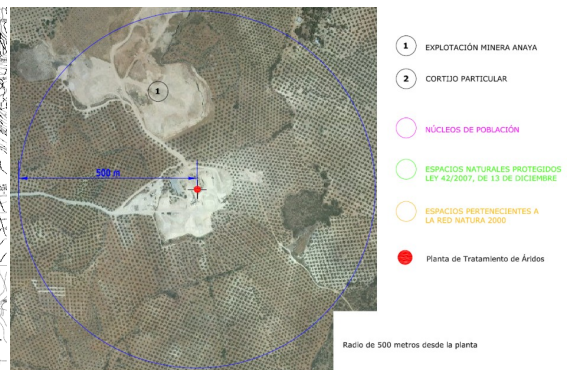 1
500 m
1 EXPLOTACIÓN MINERA ANAYA
2 CORTIJO PARTICULAR
NÚCLEOS DE POBLACIÓN
ESPACIOS NATURALES PROTEGIDOS
LEY 42/2007, DE 13 DE DICIEMBRE
ESPACIOS PERTENECIENTES A
LA RED NATURA 2000
Planta de Tratamiento de Áridos
Radio de 500 metros desde la planta